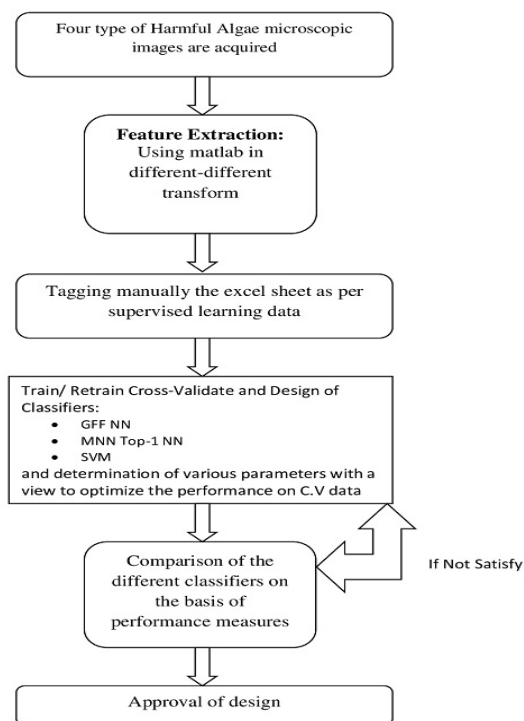 Four type of Harmful Algae microscopic
images are acquired
Feature Extraction:
Using matlab in
different-different
transform
Tagging manually the excel sheet as per
supervised learning data
Train/ Retrain Cross-Validate and Design of
Classifiers:
• GFF NN
• MNN Top-1 NN
• SVM
and determination of various parameters with a
view to optimize the performance on C.V data
Comparison of the
different classifiers on
the basis of
performance measures
If Not Satisfy
Approval of design